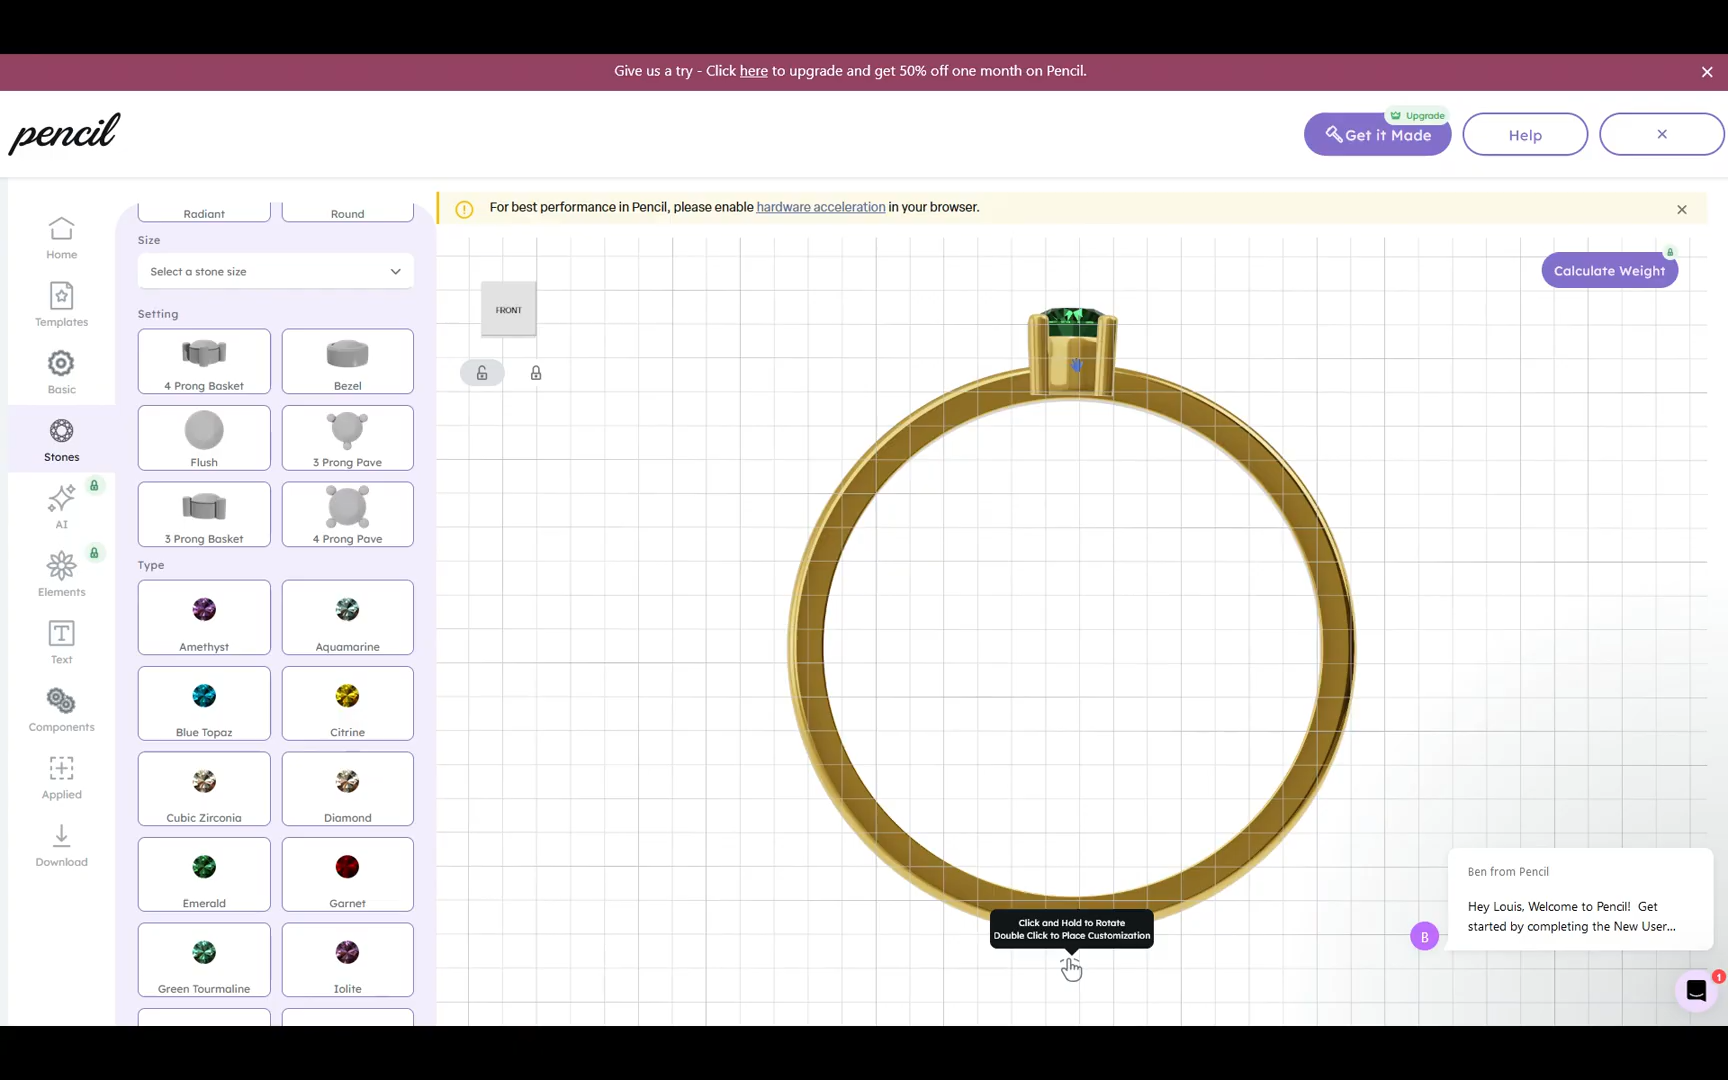 Give us a try - Click here to upgrade and get 50% off one month on Pencil.
pencil
Upgrade
Get it Made
Help
For best performance in Pencil, please enable hardware acceleration in your browser.
Home
Templates
Basic
Stones
AI
Elements
Text
Components
Applied
Download
Radiant
Round
Size
Select a stone size
Setting
4 Prong Basket
Bezel
Flush
3 Prong Pave
3 Prong Basket
4 Prong Pave
Type
Amethyst
Aquamarine
Blue Topaz
Citrine
Cubic Zirconia
Diamond
Emerald
Garnet
Green Tourmaline
Iolite
FRONT
Calculate Weight
Click and Hold to Rotate
Double Click to Place Customization
Ben from Pencil
Hey Louis, Welcome to Pencil! Get
started by completing the New User...
B
1